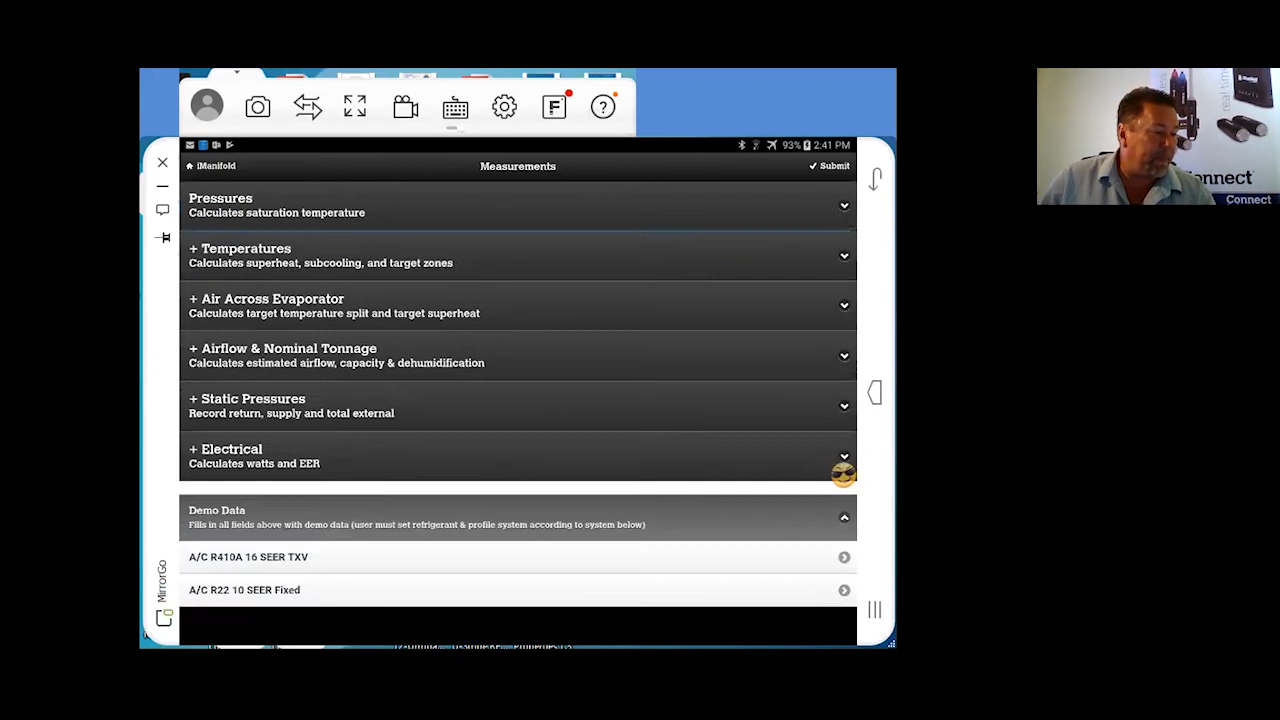 93% 2:41 PM
iManifold
Measurements
Submit
Pressures
Calculates saturation temperature
+ Temperatures
Calculates superheat, subcooling, and target zones
+ Air Across Evaporator
Calculates target temperature split and target superheat
+ Airflow & Nominal Tonnage
Calculates estimated airflow, capacity & dehumidification
+ Static Pressures
Record return, supply and total external
+ Electrical
Calculates watts and EER
Demo Data
Fills in all fields above with demo data (user must set refrigerant & profile system according to system below)
A/C R410A 16 SEER TXV
A/C R22 10 SEER Fixed
MirrorGo
real time
Connect